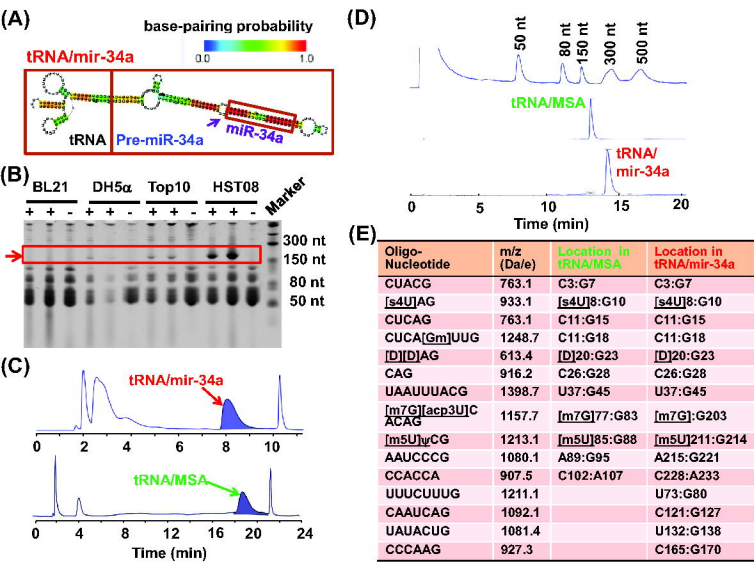 (A)
base-pairing probability
0.0 1.0
tRNA/mir-34a
tRNA
Pre-miR-34a
miR-34a
(B)
BL21 DH5α Top10 HST08 Marker
+ + - + + - + + - + + -
300 nt
150 nt
80 nt
50 nt
(C)
tRNA/mir-34a
0 2 4 6 8 10 12
tRNA/MSA
0 4 8 12 16 20 24
Time (min)
(D)
50 nt 80 nt 150 nt 300 nt 500 nt
tRNA/MSA
tRNA/
mir-34a
0 5 10 15 20
Time (min)
(E)
Oligo-Nucleotide m/z (Da/e) Location in tRNA/MSA Location in tRNA/mir-34a
CUACG 763.1 C3:G7 C3:G7
[s4U]AG 933.1 [s4U]8:G10 [s4U]8:G10
CUCAG 763.1 C11:G15 C11:G15
CUCA[Gm]UUG 1248.7 C11:G18 C11:G18
[D][D]AG 613.4 [D]20:G23 [D]20:G23
CAG 916.2 C26:G28 C26:G28
UAAUUUACG 1398.7 U37:G45 U37:G45
[m7G][acp3U]CACAG 1157.7 [m7G]77:G83 [m7G]:G203
[m5U]ψCG 1213.1 [m5U]85:G88 [m5U]211:G214
AAUCCCG 1080.1 A89:G95 A215:G221
CCACCA 907.5 C102:A107 C228:A233
UUUCUUUG 1211.1 U73:G80
CAAUCAG 1092.1 C121:G127
UAUACUG 1081.4 U132:G138
CCCAAG 927.3 C165:G170